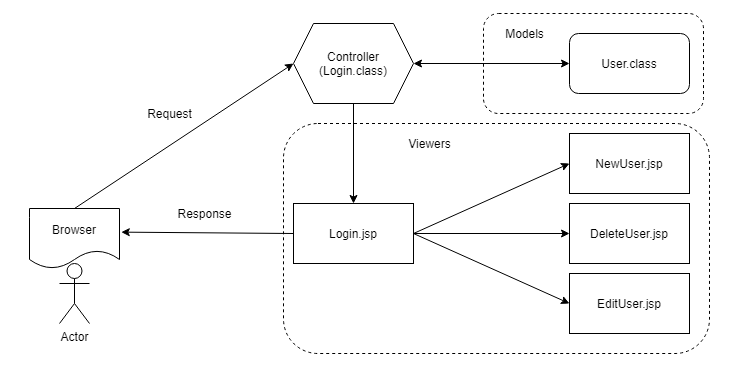 Models
Controller
(Login.class)
User.class
Request
Viewers
NewUser.jsp
Response
Browser
Login.jsp
DeleteUser.jsp
EditUser.jsp
Actor